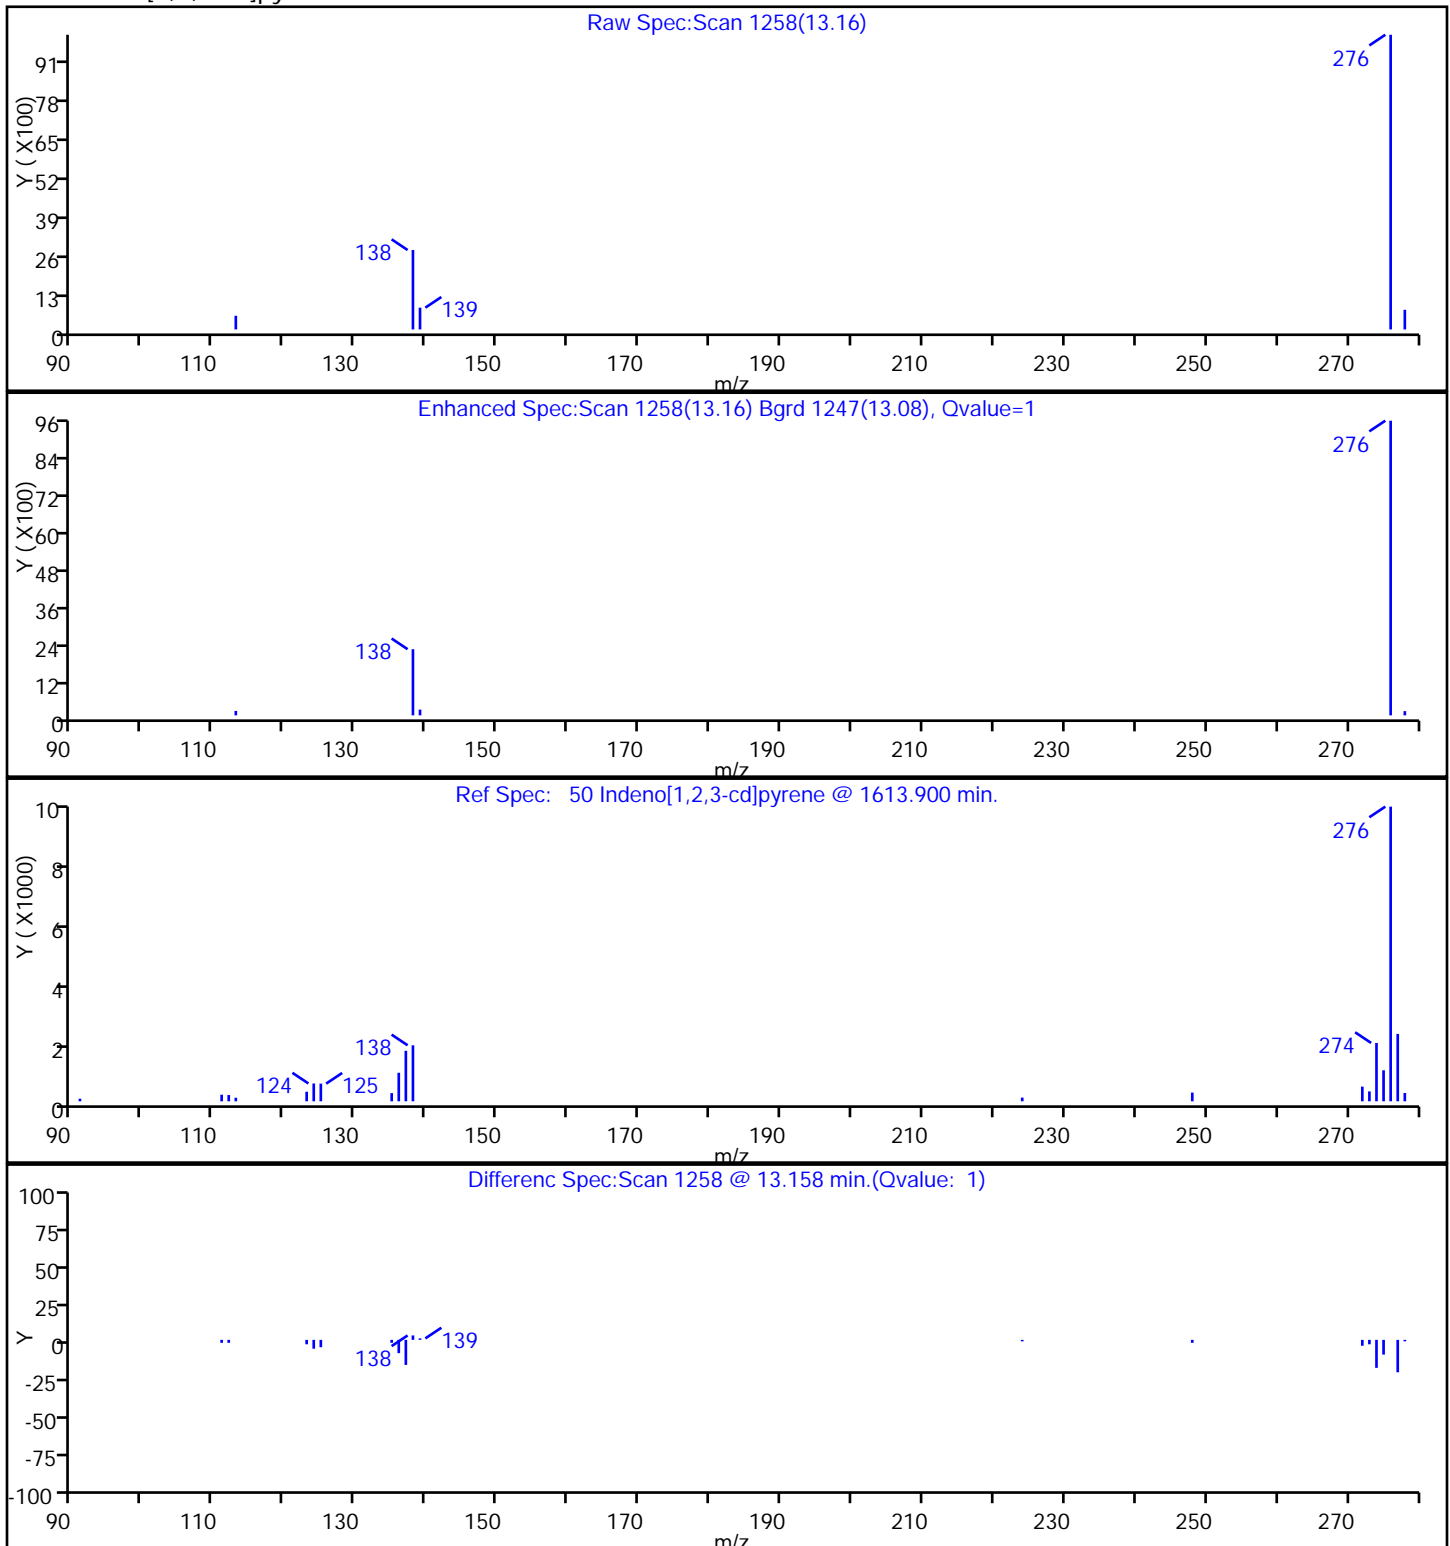 Raw Spec:Scan 1258(13.16)
Y ( X100)
91
78
65
52
39
26
13
0
276
138
139
90 110 130 150 170 190 210 230 250 270
m/z
Enhanced Spec:Scan 1258(13.16) Bgrd 1247(13.08), Qvalue=1
Y ( X100)
96
84
72
60
48
36
24
12
0
276
138
90 110 130 150 170 190 210 230 250 270
m/z
Ref Spec: 50 Indeno[1,2,3-cd]pyrene @ 1613.900 min.
Y ( X1000)
10
8
6
4
2
0
276
138
274
124
125
90 110 130 150 170 190 210 230 250 270
m/z
Differenc Spec:Scan 1258 @ 13.158 min.(Qvalue: 1)
Y
100
75
50
25
0
-25
-50
-75
-100
139
138
90 110 130 150 170 190 210 230 250 270
m/z